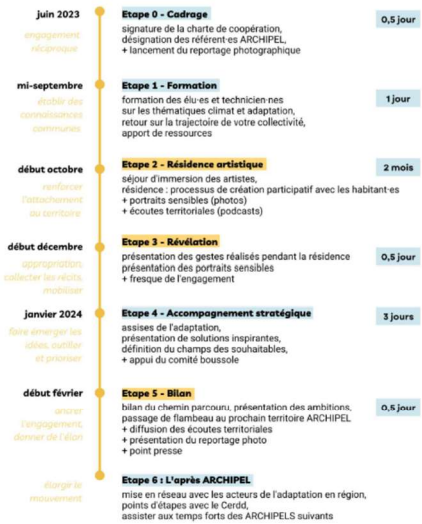 juin 2023
engagement
réciproque
Etape 0 - Cadrage
signature de la charte de coopération,
désignation des référent·es ARCHIPEL,
+ lancement du reportage photographique
0,5 jour
mi-septembre
établir des
connaissances
communes
Etape 1 - Formation
formation des élu·es et technicien·nes
sur les thématiques climat et adaptation,
retour sur la trajectoire de votre collectivité,
apport de ressources
1 jour
début octobre
renforcer
l'attachement
au territoire
Etape 2 - Résidence artistique
séjour d'immersion des artistes,
résidence : processus de création participatif avec les habitant·es
+ portraits sensibles (photos)
+ écoutes territoriales (podcasts)
2 mois
début décembre
appropriation,
collecter les récits,
mobiliser
Etape 3 - Révélation
présentation des gestes réalisés pendant la résidence
présentation des portraits sensibles
+ fresque de l'engagement
0,5 jour
janvier 2024
faire émerger les
idées, outiller
et prioriser
Etape 4 - Accompagnement stratégique
assises de l'adaptation,
présentation de solutions inspirantes,
définition du champs des souhaitables,
+ appui du comité boussole
3 jours
début février
ancrer
l'engagement,
donner de l'élan
Etape 5 - Bilan
bilan du chemin parcouru, présentation des ambitions,
passage de flambeau au prochain territoire ARCHIPEL
+ diffusion des écoutes territoriales
+ présentation du reportage photo
+ point presse
0,5 jour
élargir le
mouvement
Etape 6 : L'après ARCHIPEL
mise en réseau avec les acteurs de l'adaptation en région,
points d'étapes avec le Cerdd,
assister aux temps forts des ARCHIPELS suivants